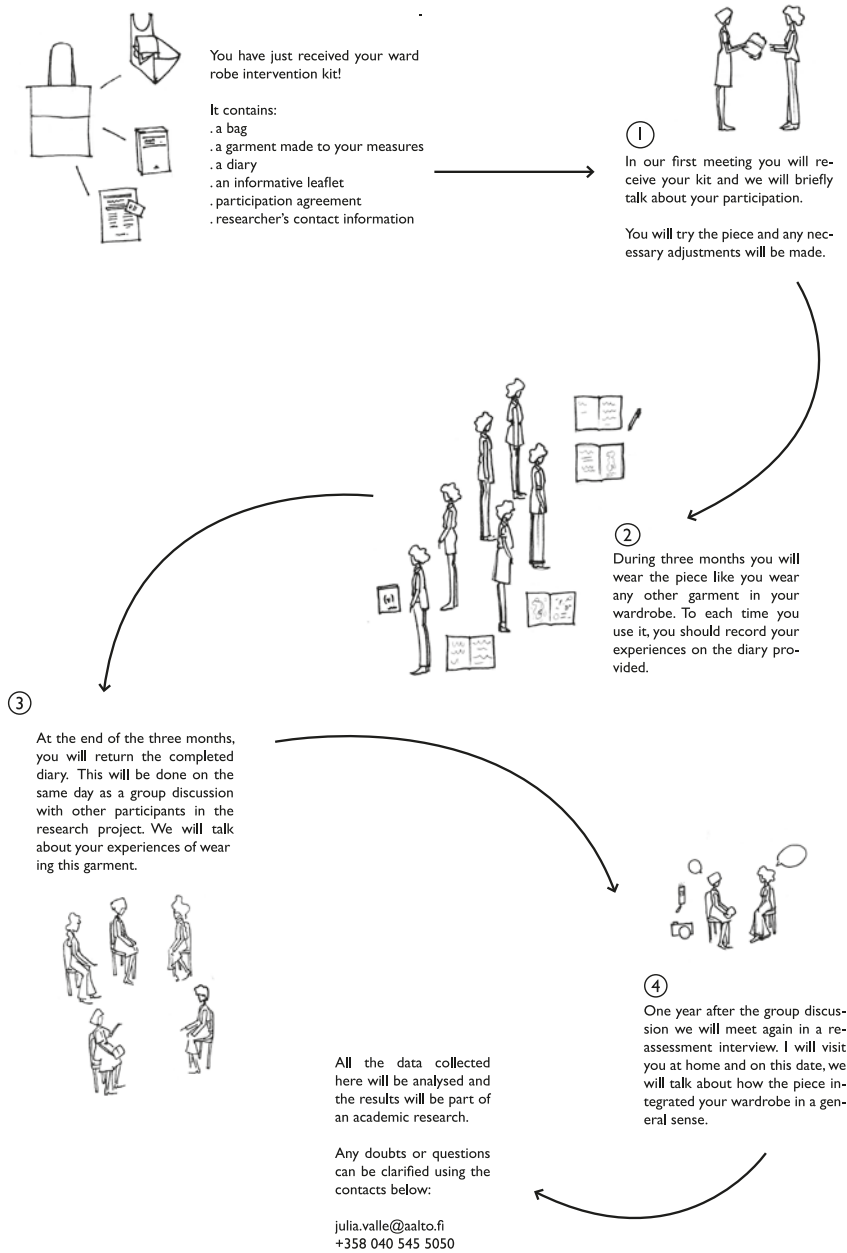 You have just received your ward
robe intervention kit!
It contains:
. a bag
. a garment made to your measures
. a diary
. an informative leaflet
. participation agreement
. researcher's contact information
1
In our first meeting you will re-
ceive your kit and we will briefly
talk about your participation.
You will try the piece and any nec-
essary adjustments will be made.
2
During three months you will
wear the piece like you wear
any other garment in your
wardrobe. To each time you
use it, you should record your
experiences on the diary pro-
vided.
3
At the end of the three months,
you will return the completed
diary. This will be done on the
same day as a group discussion
with other participants in the
research project. We will talk
about your experiences of wear
ing this garment.
4
One year after the group discus-
sion we will meet again in a re-
assessment interview. I will visit
you at home and on this date, we
will talk about how the piece in-
tegrated your wardrobe in a gen-
eral sense.
All the data collected
here will be analysed and
the results will be part of
an academic research.
Any doubts or questions
can be clarified using the
contacts below:
julia.valle@aalto.fi
+358 040 545 5050